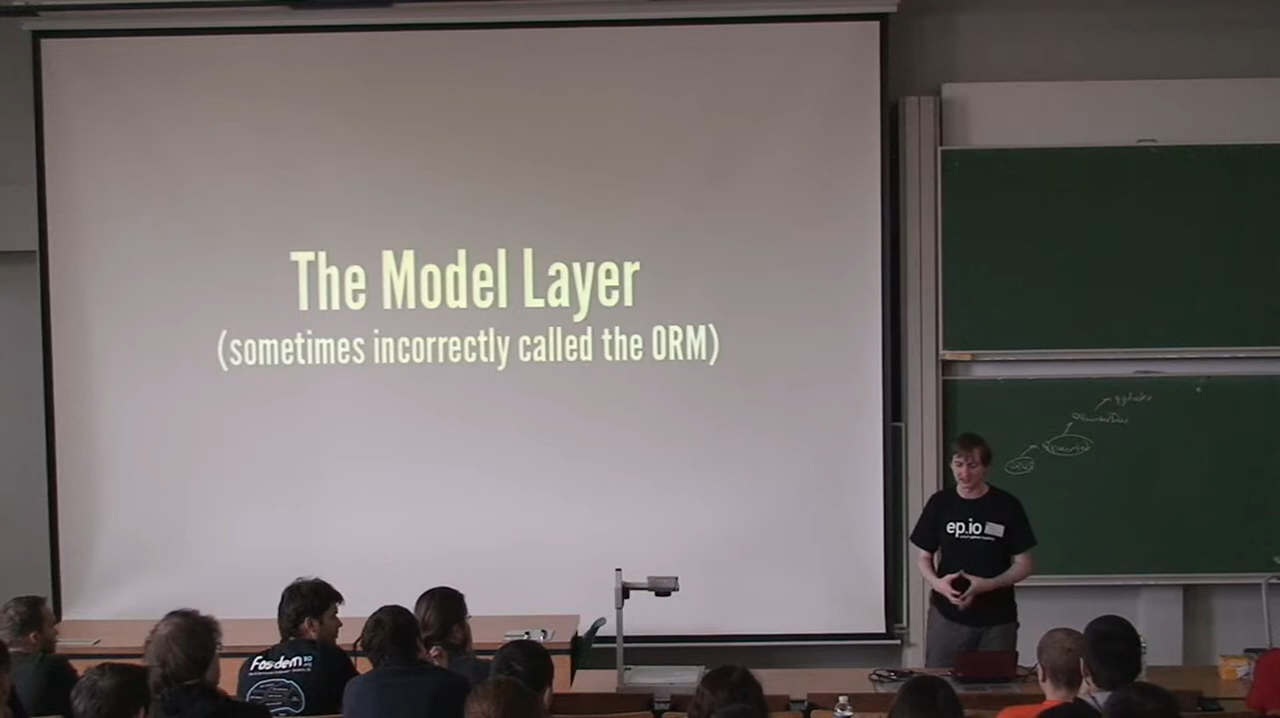 The Model Layer
(sometimes incorrectly called the ORM)
ep.io
Fosdem